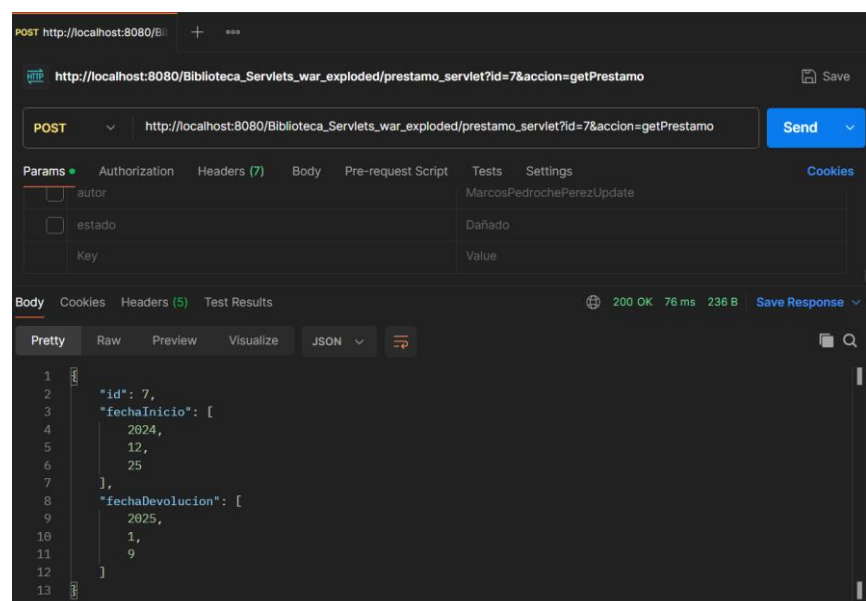 POST http://localhost:8080/Bi
HTTP http://localhost:8080/Biblioteca_Servlets_war_exploded/prestamo_servlet?id=7&accion=getPrestamo Save
POST http://localhost:8080/Biblioteca_Servlets_war_exploded/prestamo_servlet?id=7&accion=getPrestamo Send
Params Authorization Headers (7) Body Pre-request Script Tests Settings Cookies
autor MarcosPedrochePerezUpdate
estado Dañado
Key Value
Body Cookies Headers (5) Test Results 200 OK 76 ms 236 B Save Response
Pretty Raw Preview Visualize JSON
1 {
2 "id": 7,
3 "fechaInicio": [
4 2024,
5 12,
6 25
7 ],
8 "fechaDevolucion": [
9 2025,
10 1,
11 9
12 ]
13 }